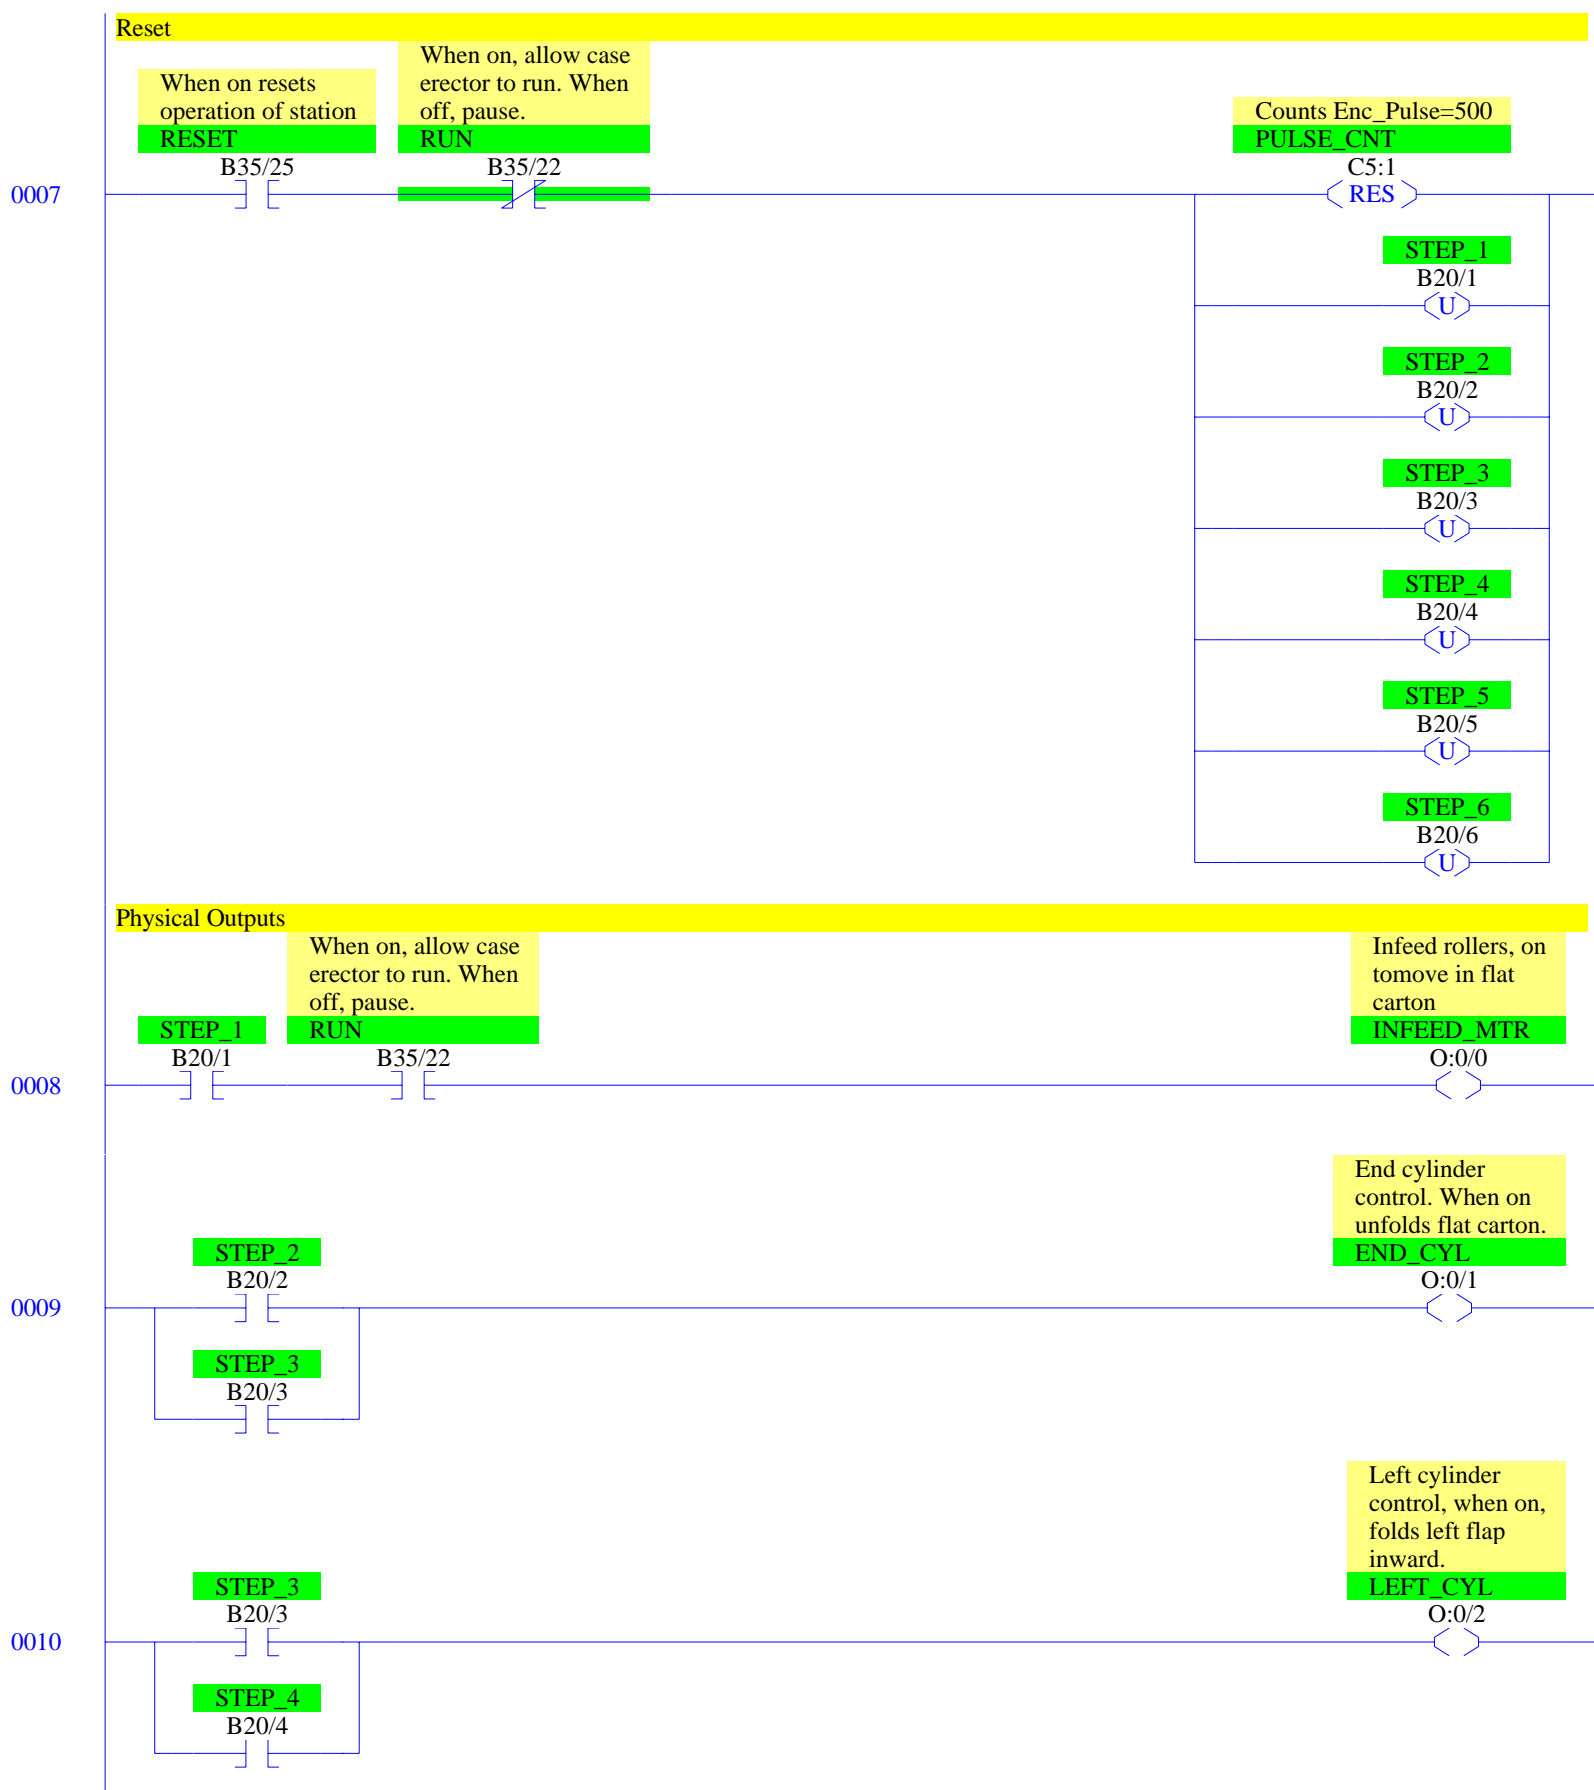 Reset
When on resets
operation of station
RESET
B35/25
When on, allow case
erector to run. When
off, pause.
RUN
B35/22
Counts Enc_Pulse=500
PULSE_CNT
C5:1
RES
0007
STEP_1
B20/1
U
STEP_2
B20/2
U
STEP_3
B20/3
U
STEP_4
B20/4
U
STEP_5
B20/5
U
STEP_6
B20/6
U
Physical Outputs
STEP_1
B20/1
When on, allow case
erector to run. When
off, pause.
RUN
B35/22
Infeed rollers, on
tomove in flat
carton
INFEED_MTR
O:0/0
0008
End cylinder
control. When on
unfolds flat carton.
END_CYL
O:0/1
STEP_2
B20/2
0009
STEP_3
B20/3
Left cylinder
control, when on,
folds left flap
inward.
LEFT_CYL
O:0/2
STEP_3
B20/3
0010
STEP_4
B20/4